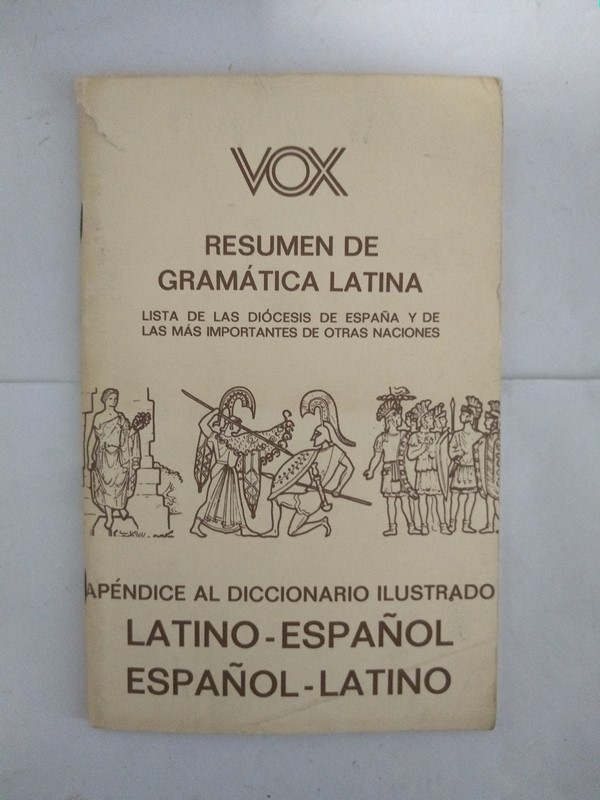 VOX
RESUMEN DE
GRAMÁTICA LATINA
LISTA DE LAS DIÓCESIS DE ESPAÑA Y DE
LAS MÁS IMPORTANTES DE OTRAS NACIONES
APÉNDICE AL DICCIONARIO ILUSTRADO
LATINO-ESPAÑOL
ESPAÑOL-LATINO